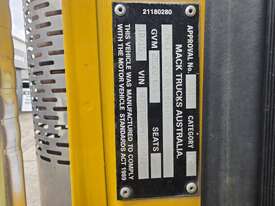 21180280
APPROVAL No.
CATEGORY
MACK TRUCKS AUSTRALIA.
GVM
SEATS
VIN
THIS VEHICLE WAS MANUFACTURED TO COMPLY
WITH THE MOTOR VEHICLE STANDARDS ACT 1989